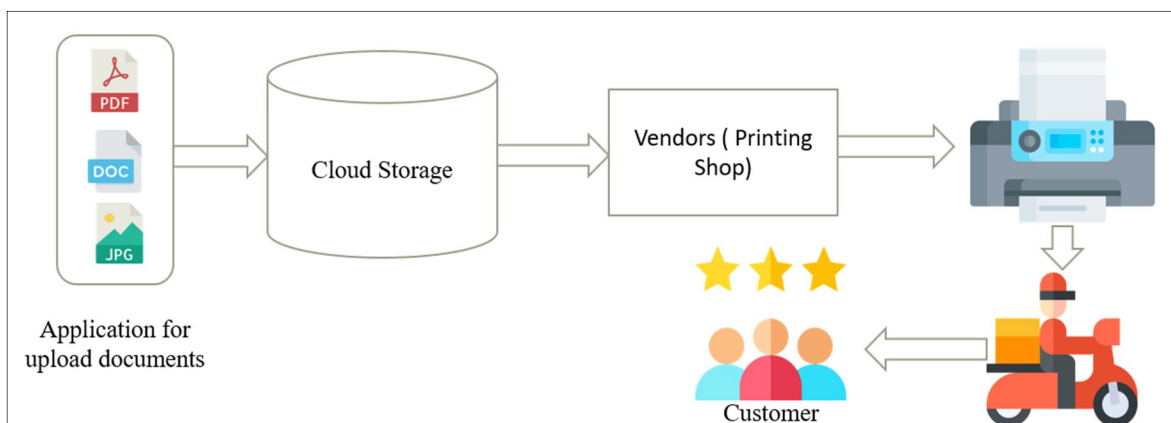 PDF
DOC
JPG
Application for
upload documents
Cloud Storage
Vendors ( Printing
Shop)
Customer